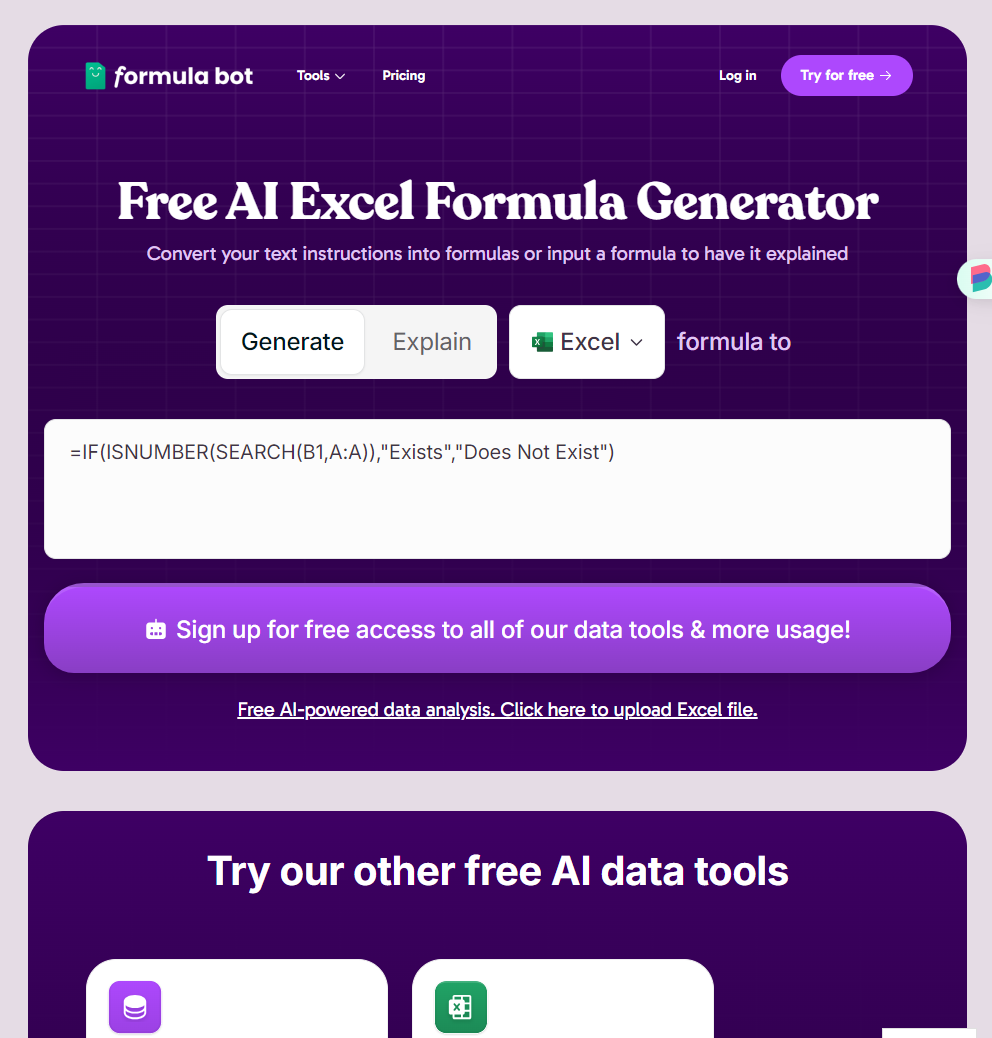 formula bot
Tools
Pricing
Log in
Try for free →
Free AI Excel Formula Generator
Convert your text instructions into formulas or input a formula to have it explained
Generate
Explain
Excel
formula to
=IF(ISNUMBER(SEARCH(B1,A:A)),"Exists","Does Not Exist")
Sign up for free access to all of our data tools & more usage!
Free AI-powered data analysis. Click here to upload Excel file.
Try our other free AI data tools